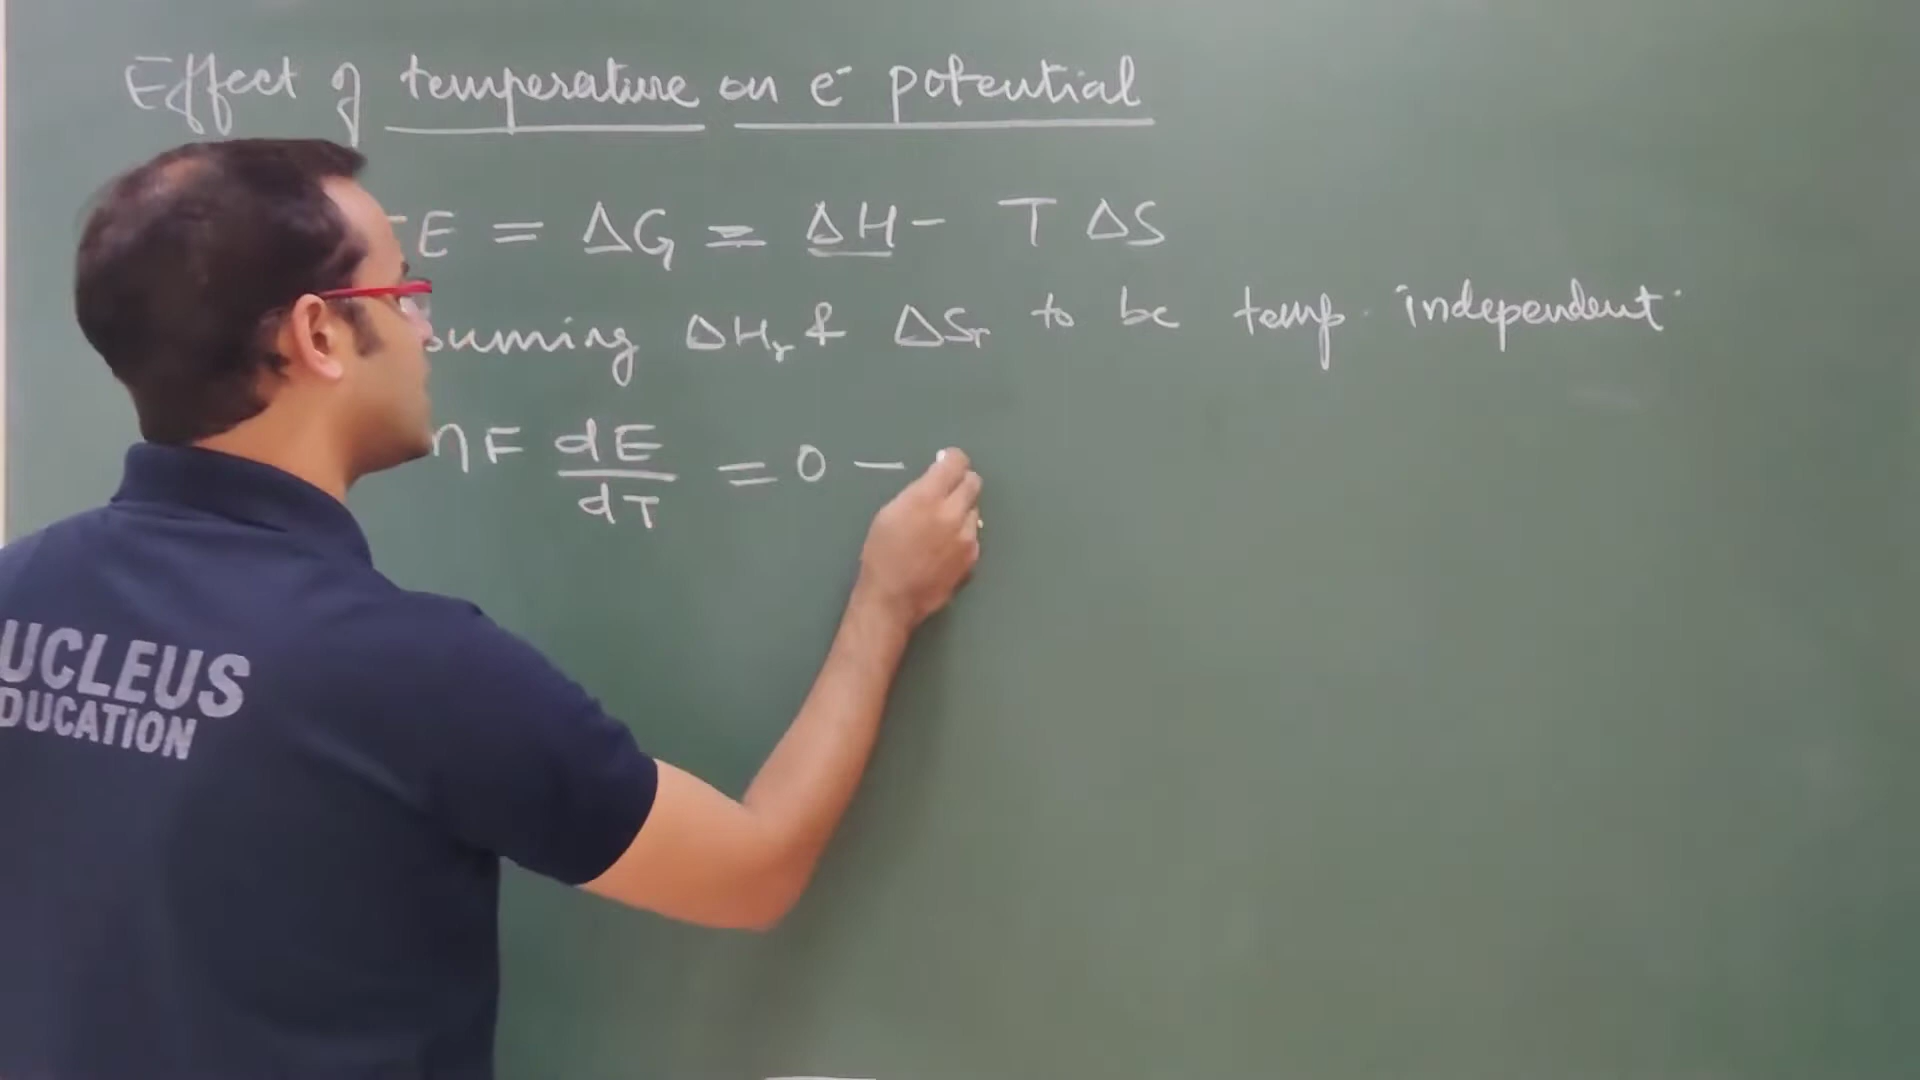 Effect of temperature on e⁻ potential
E = ΔG = ΔH - T ΔS
suming ΔHr & ΔSr to be temp. independent
nF dE/dT = 0 -
UCLEUS
DUCATION